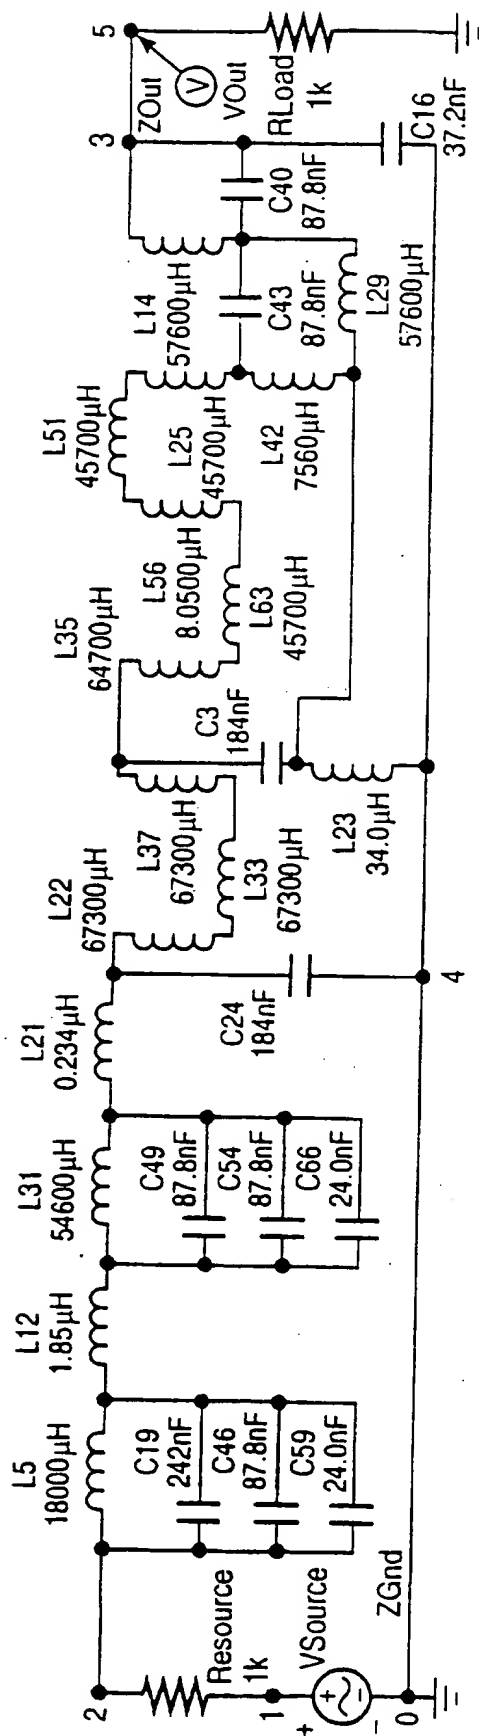 2
Resource
1k
1
+
VSource
+
−
0
ZGnd
L5
18000µH
C19
242nF
C46
87.8nF
C59
24.0nF
L12
1.85µH
L31
54600µH
C49
87.8nF
C54
87.8nF
C66
24.0nF
L21
0.234µH
C24
184nF
4
L22
67300µH
L37
67300µH
L33
67300µH
C3
184nF
L23
34.0µH
L35
64700µH
L56
8.0500µH
L63
45700µH
L51
45700µH
L25
45700µH
L42
7560µH
L14
57600µH
C43
87.8nF
L29
57600µH
C40
87.8nF
3
5
ZOut
V
VOut
RLoad
1k
C16
37.2nF